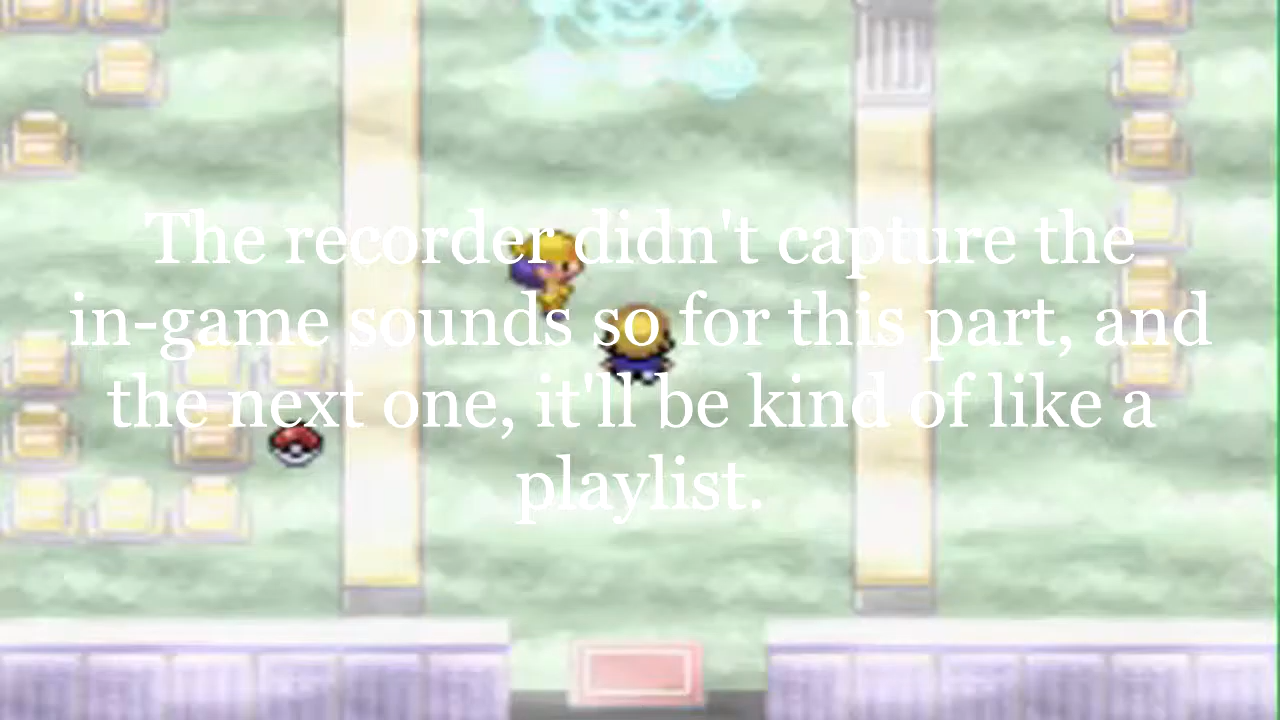 The recorder didn't capture the
in-game sounds so for this part, and
the next one, it'll be kind of like a
playlist.